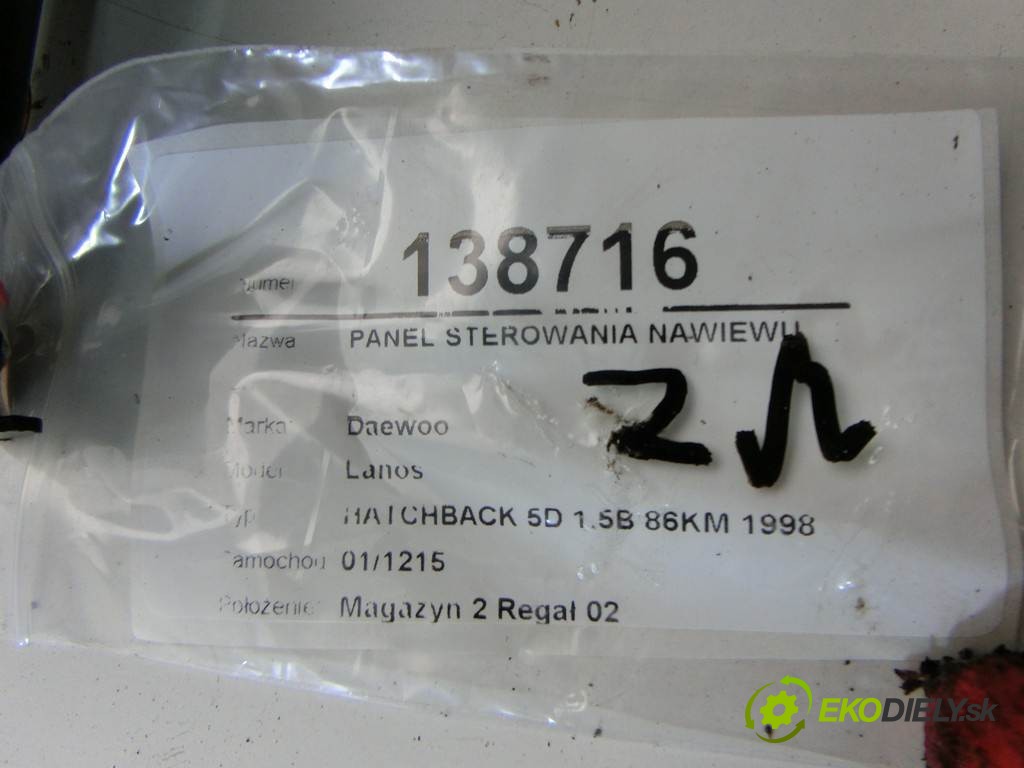 Numer 138716
Nazwa PANEL STEROWANIA NAWIEWU
Marka: Daewoo
Model Lanos
Typ HATCHBACK 5D 1.5B 86KM 1998
Samochod 01/1215
Położenie Magazyn 2 Regał 02
EKODIELY.sk